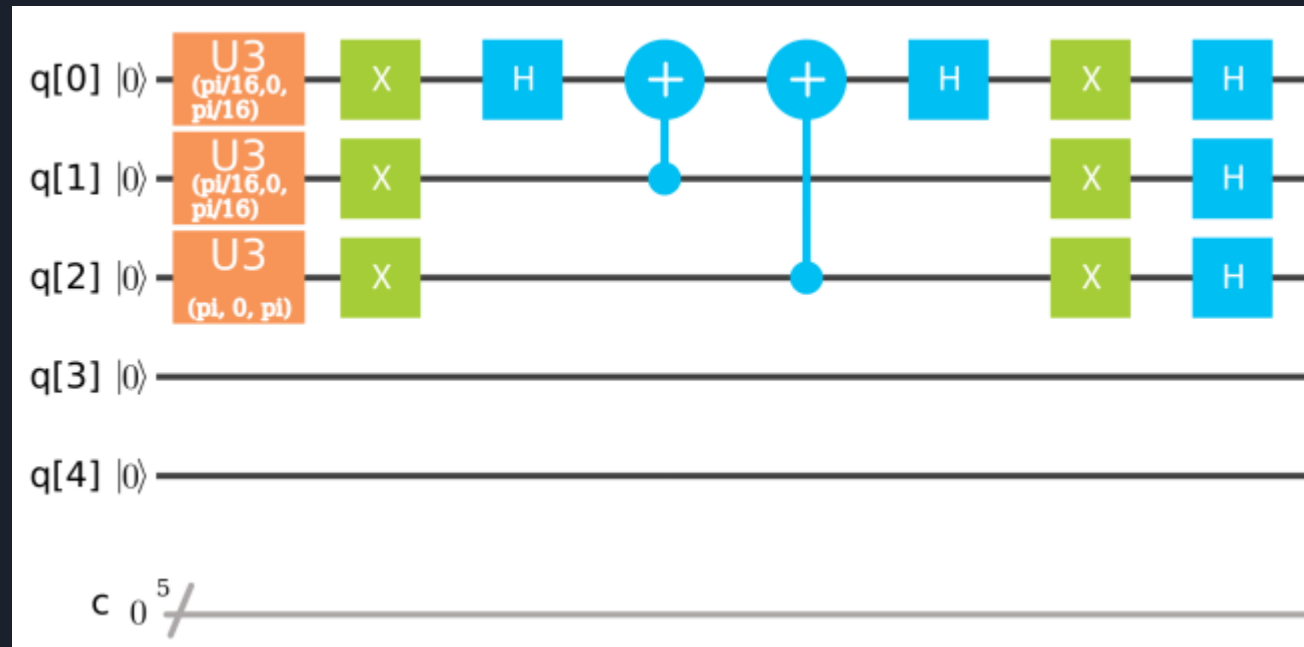 U3
q[0] |0⟩ (pi/16,0, X H + + H X H
pi/16)
U3
q[1] |0⟩ (pi/16,0, X X H
pi/16)
U3
q[2] |0⟩ X X H
(pi, 0, pi)
q[3] |0⟩
q[4] |0⟩
5
c 0